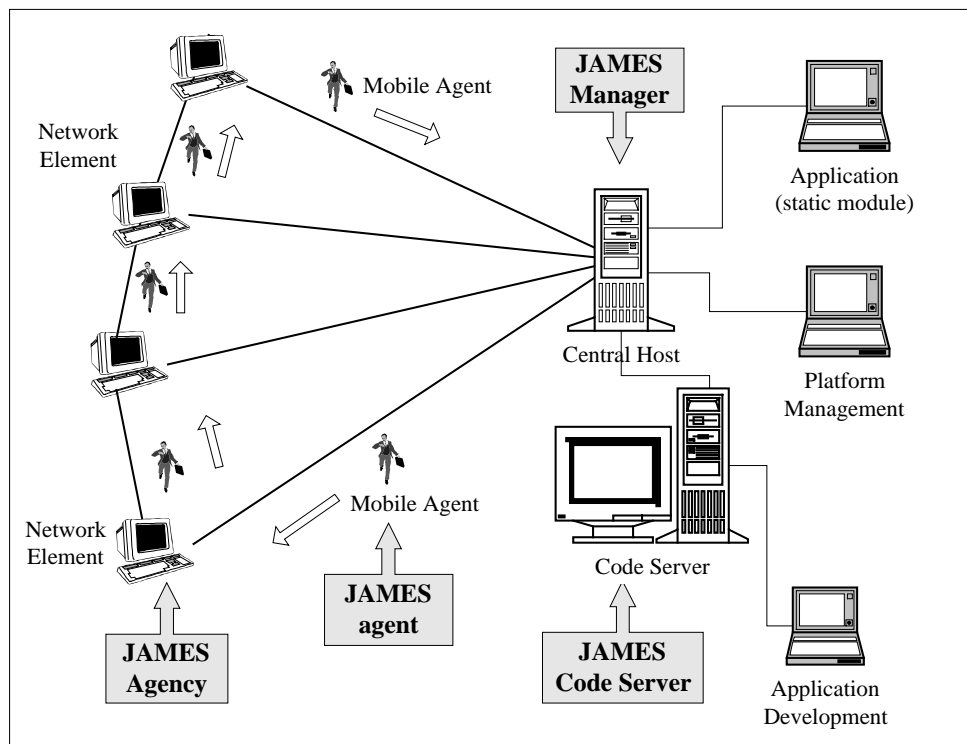 Mobile Agent
JAMES
Manager
Network
Element
Application
(static module)
Central Host
Platform
Management
Mobile Agent
Network
Element
Code Server
JAMES
agent
JAMES
Agency
JAMES
Code Server
Application
Development